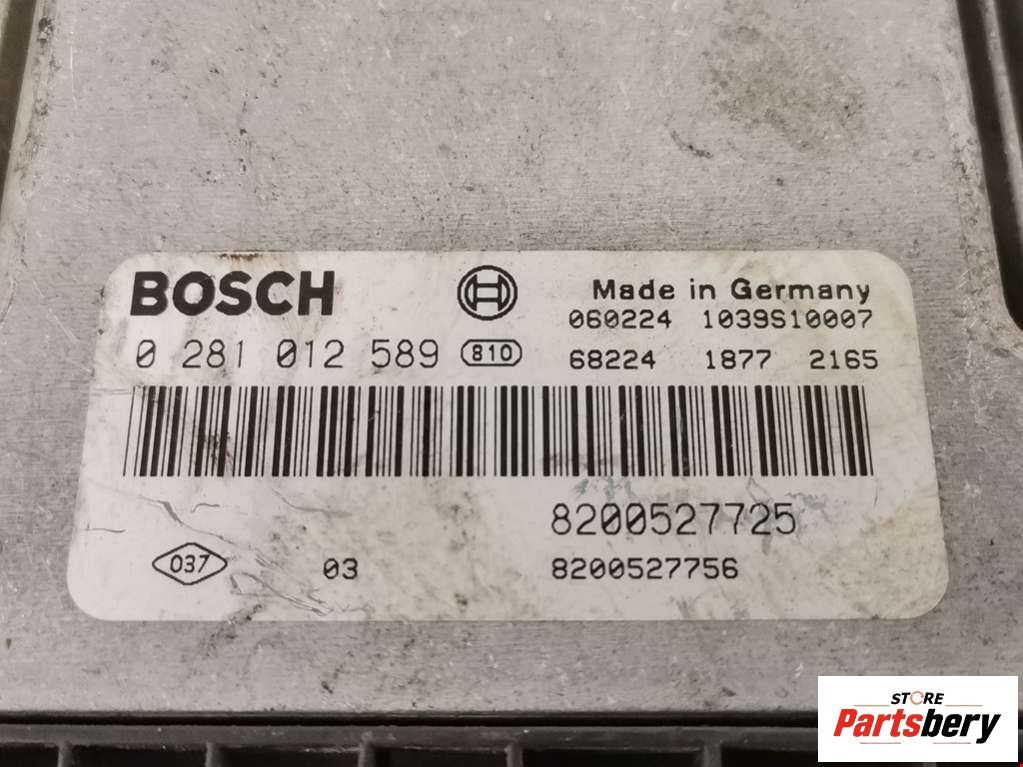 BOSCH
Made in Germany
060224 1039S10007
0 281 012 589 810
68224 1877 2165
8200527725
037 03 8200527756
STORE
Partsbery